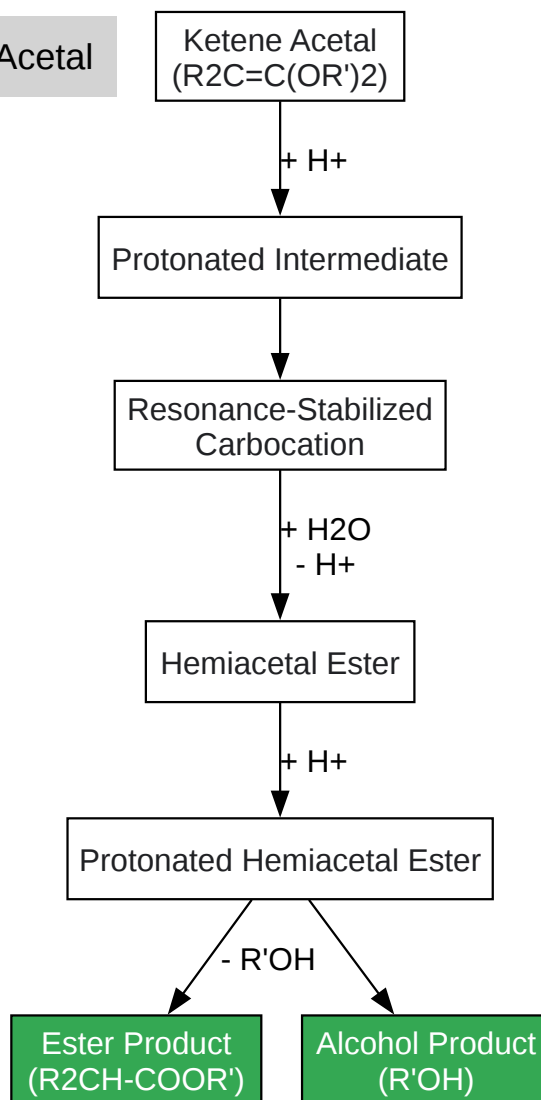 Acetal
Ketene Acetal
(R2C=C(OR')2)
+ H+
Protonated Intermediate
Resonance-Stabilized
Carbocation
+ H2O
- H+
Hemiacetal Ester
+ H+
Protonated Hemiacetal Ester
- R'OH
Ester Product
(R2CH-COOR')
Alcohol Product
(R'OH)